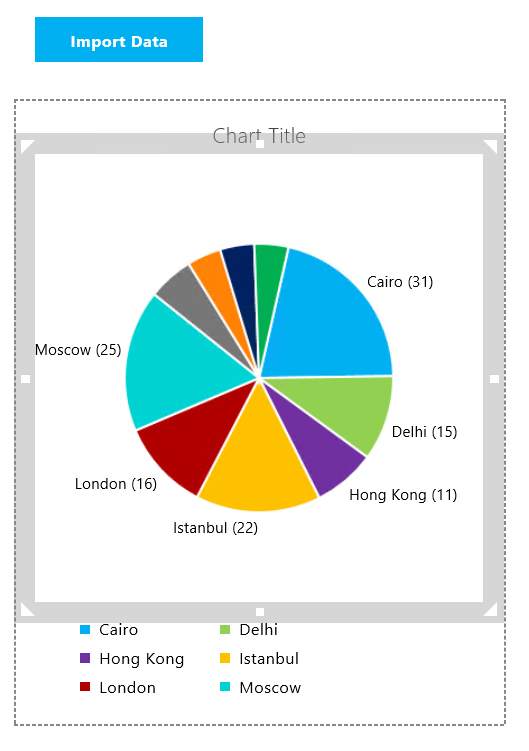 Import Data
Chart Title
Cairo (31)
Moscow (25)
Delhi (15)
London (16)
Hong Kong (11)
Istanbul (22)
Cairo
Delhi
Hong Kong
Istanbul
London
Moscow